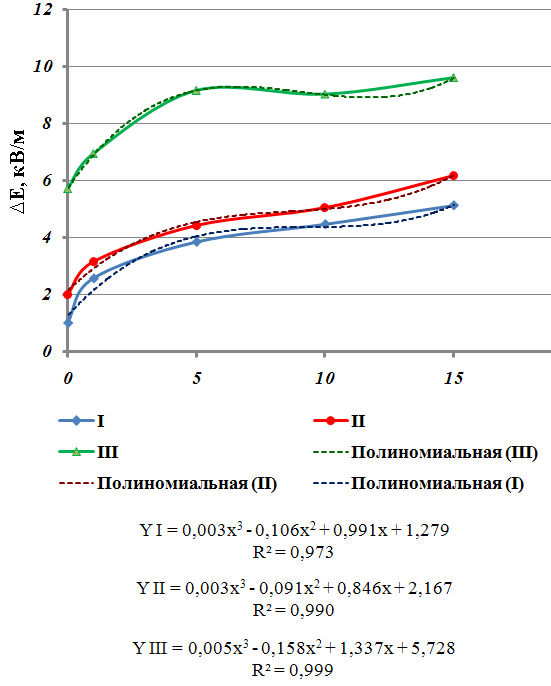 ΔE, кВ/м
12
10
8
6
4
2
0
0 5 10 15
I II
III Полиномиальная (III)
Полиномиальная (II) Полиномиальная (I)
Y I = 0,003x³ - 0,106x² + 0,991x + 1,279
R² = 0,973
Y II = 0,003x³ - 0,091x² + 0,846x + 2,167
R² = 0,990
Y III = 0,005x³ - 0,158x² + 1,337x + 5,728
R² = 0,999